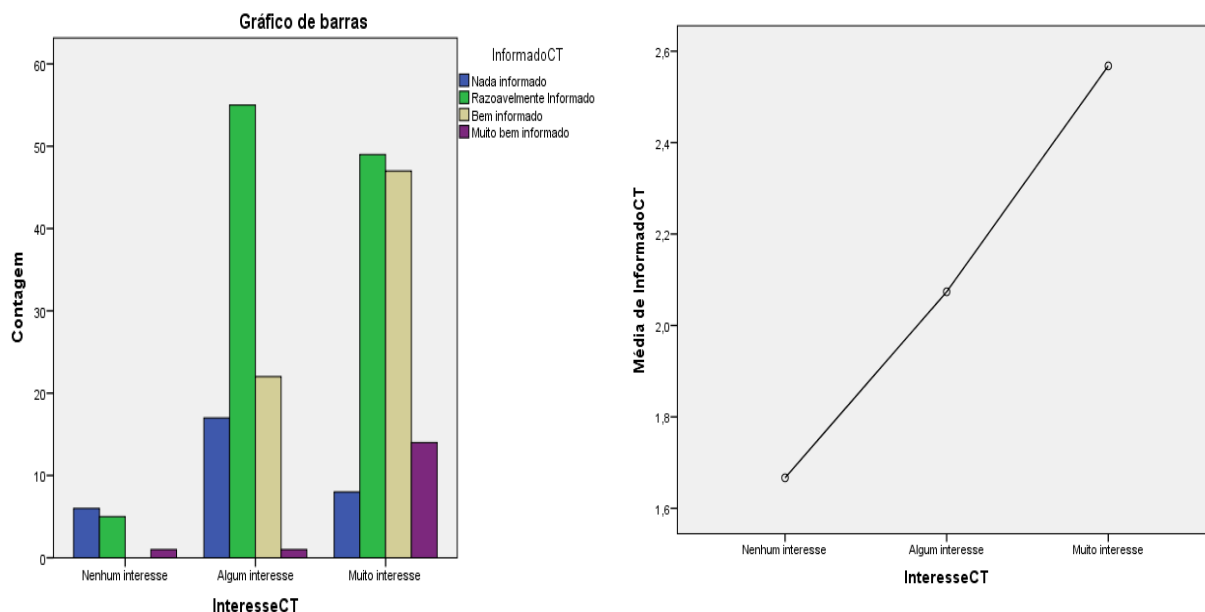 Gráfico de barras
InformadoCT
Nada informado
Razoavelmente Informado
Bem informado
Muito bem informado
Contagem
60
50
40
30
20
10
0
Nenhum interesse
Algum interesse
Muito interesse
InteresseCT
Média de InformadoCT
2,6
2,4
2,2
2,0
1,8
1,6
Nenhum interesse
Algum interesse
Muito interesse
InteresseCT